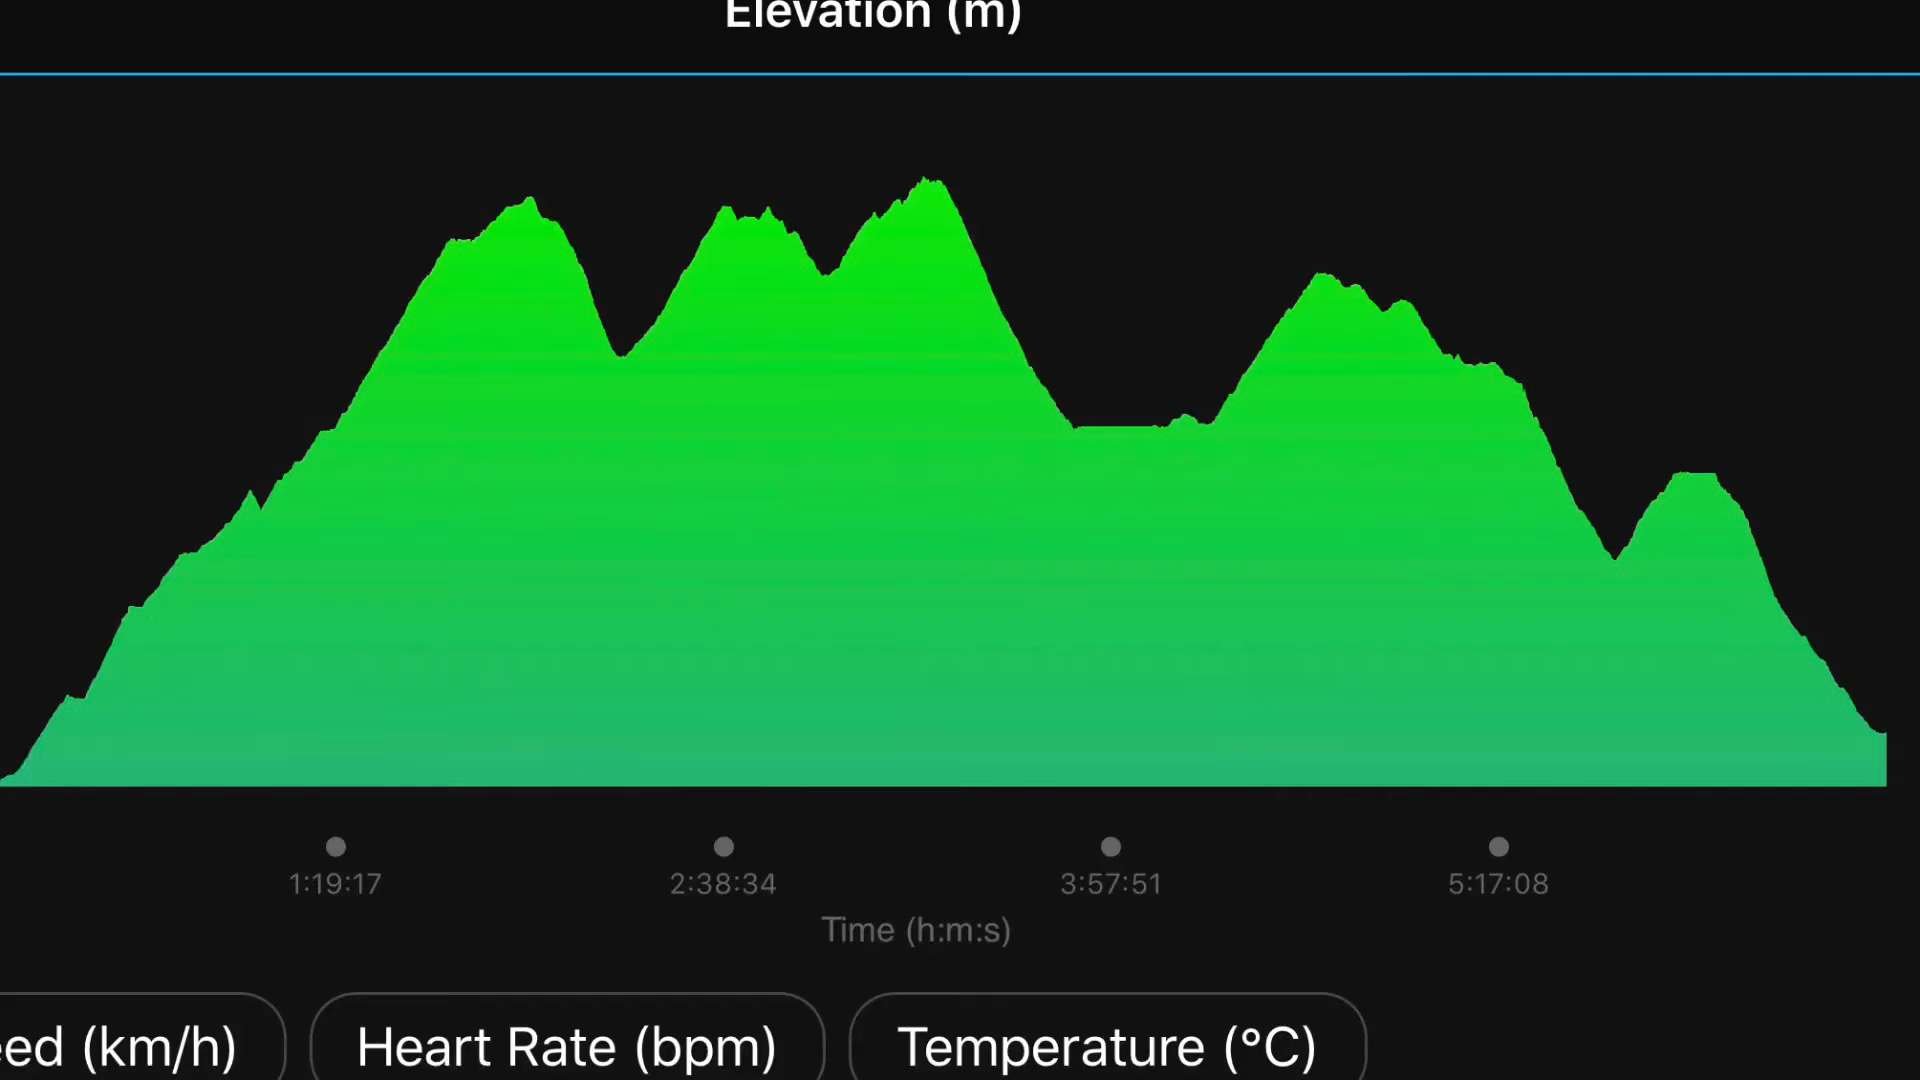 Elevation (m)
1:19:17
2:38:34
3:57:51
5:17:08
Time (h:m:s)
eed (km/h)
Heart Rate (bpm)
Temperature (°C)